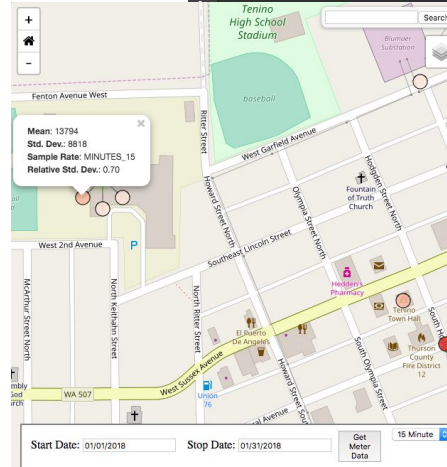 +
-
Tenino
High School
Stadium
Search
Blumaer
Substation
Fenton Avenue West
Ritter Street
baseball
West Garfield Avenue
Mean: 13794
Std. Dev.: 8818
Sample Rate: MINUTES_15
Relative Std. Dev.: 0.70
×
Fountain
of Truth
Church
Hodgden Street North
Howard Street North
Olympia Street North
Southeast Lincoln Street
West 2nd Avenue
P
McArthur Street North
North Keithahn Street
North Ritter Street
Hedden's
Pharmacy
Tenino
Town Hall
El Puerto
De Angeles
Thurson
County
Fire District
12
South Olympia Street
Howard Street South
West Sussex Avenue
Union
76
WA 507
Start Date: 01/01/2018
Stop Date: 01/31/2018
Get
Meter
Data
15 Minute